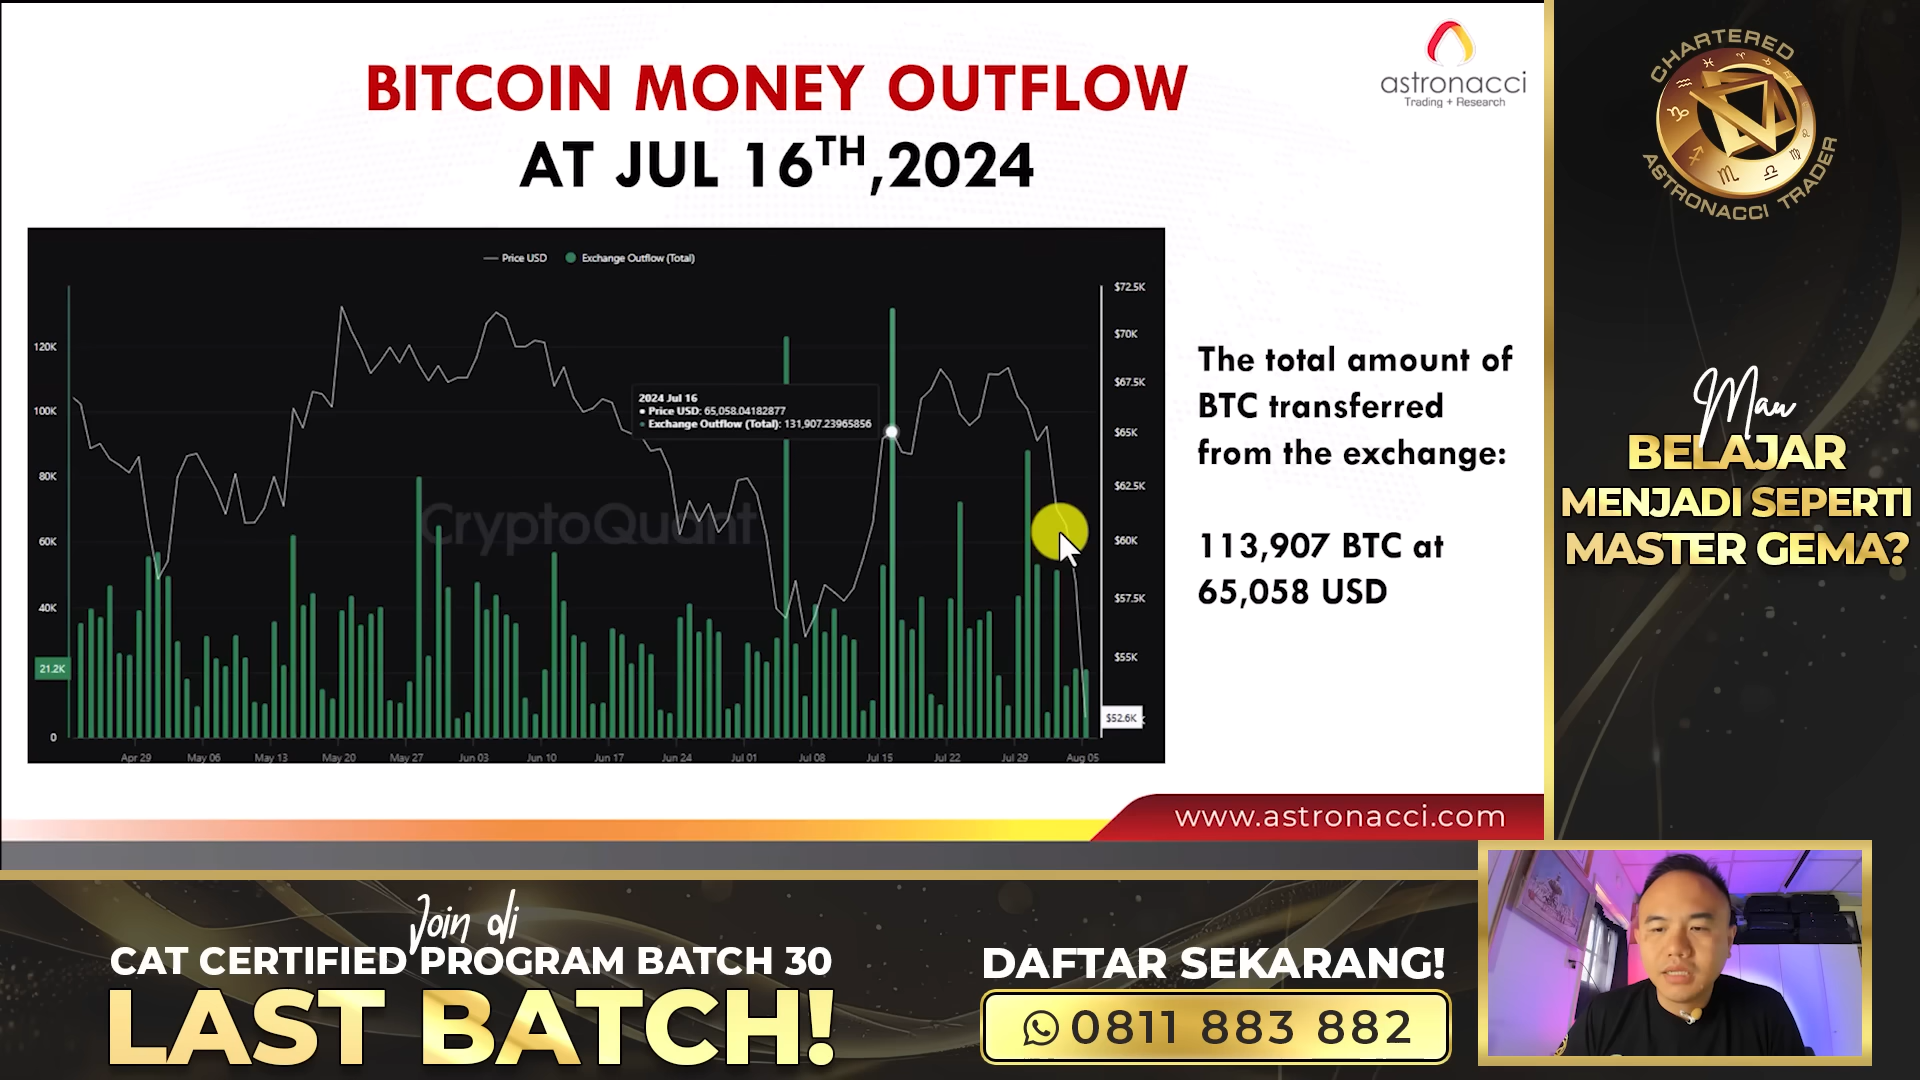 BITCOIN MONEY OUTFLOW
AT JUL 16TH,2024
astronacci
Trading + Research
Price USD
Exchange Outflow (Total)
120K
100K
80K
60K
40K
21.2K
0
$72.5K
$70K
$67.5K
$65K
$62.5K
$60K
$57.5K
$55K
$52.6K
2024 Jul 16
Price USD: 65,058.04182877
Exchange Outflow (Total): 131,907.23965856
CryptoQuant
Apr 29 May 06 May 13 May 20 May 27 Jun 03 Jun 10 Jun 17 Jun 24 Jul 01 Jul 08 Jul 15 Jul 22 Jul 29 Aug 05
The total amount of
BTC transferred
from the exchange:
113,907 BTC at
65,058 USD
www.astronacci.com
CHARTERED
ASTRONACCI TRADER
Mau
BELAJAR
MENJADI SEPERTI
MASTER GEMA?
Join di
CAT CERTIFIED PROGRAM BATCH 30
LAST BATCH!
DAFTAR SEKARANG!
0811 883 882